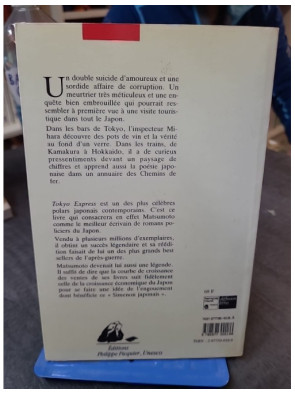 Un double suicide d'amoureux et une
sordide affaire de corruption. Un
meurtrier très méticuleux et une en-
quête bien embrouillée qui pourrait res-
sembler à première vue à une visite touris-
tique dans tout le Japon.
Dans les bars de Tokyo, l'inspecteur Mi-
hara découvre des pots de vin et la vérité
au fond d'un verre. Dans les trains, de
Kamakura à Hokkaido, il a de curieux
pressentiments devant un paysage de
chiffres et apprend aussi la poésie japo-
naise dans un annuaire des Chemins de
fer.
Tokyo Express est un des plus célèbres
polars japonais contemporains. C'est ce
livre qui consacrera en effet Matsumoto
comme le meilleur écrivain de romans po-
liciers du Japon.
Vendu à plusieurs millions d'exemplaires,
il obtint un succès légendaire et sa réédi-
tion faisait de lui un des plus grands best
sellers de l'après-guerre.
Matsumoto devenait lui aussi une légende.
Il suffit de dire que la courbe de croissance
des ventes de ses livres suit fidèlement
celle de la croissance économique du Japon
pour se faire une idée de l'engouement
dont bénéficie ce « Simenon japonais ».
Editions
Philippe Picquier,